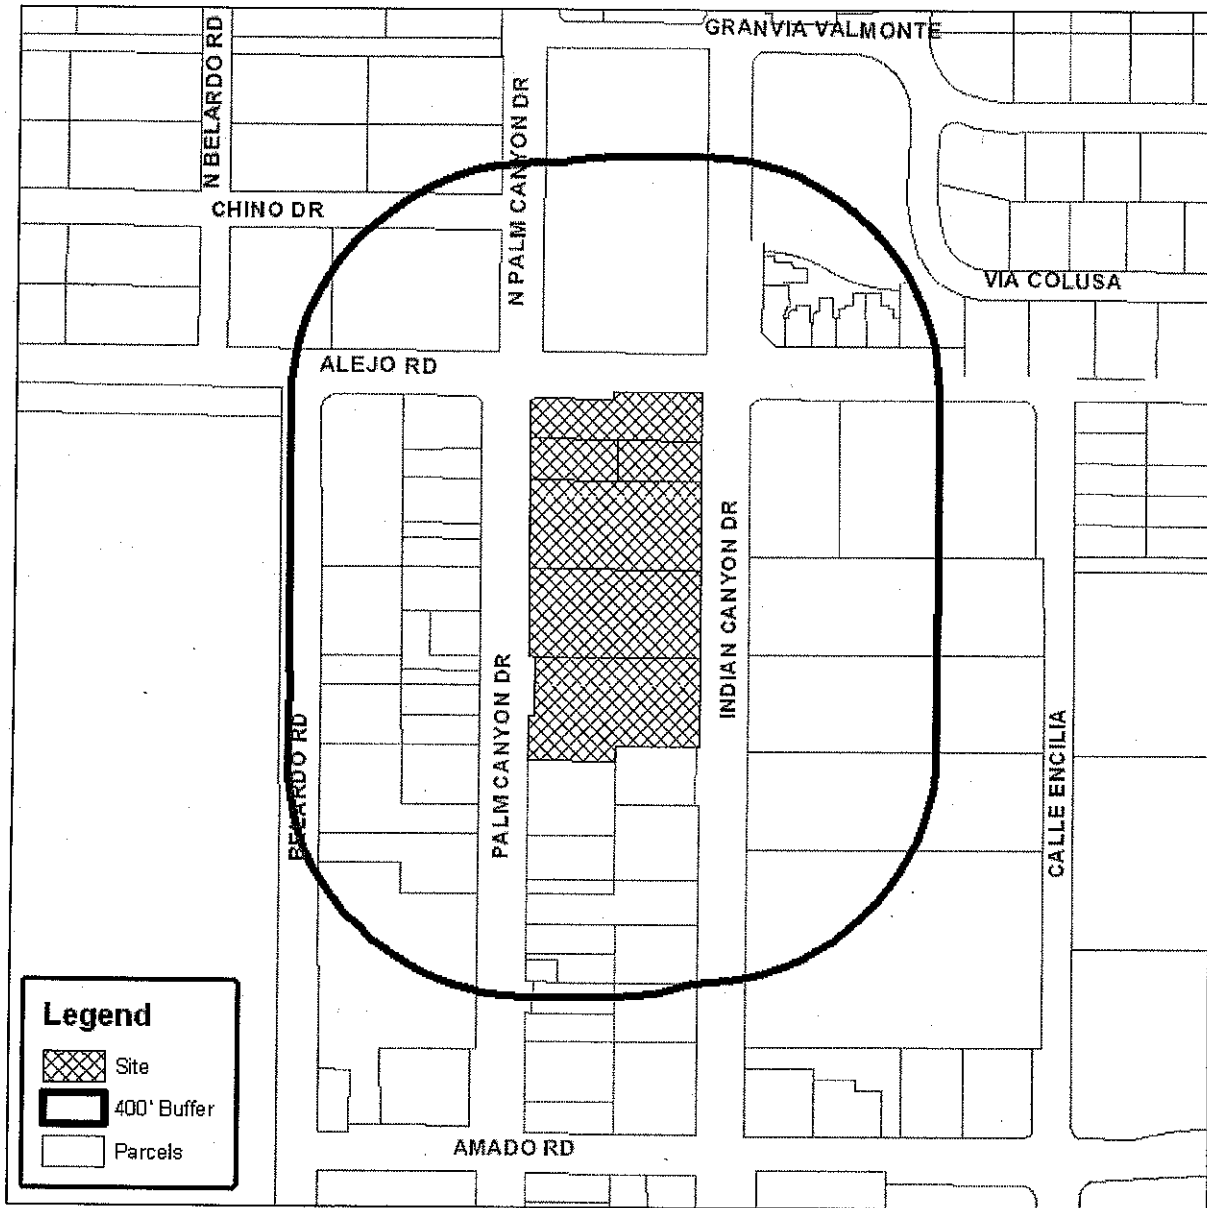 GRANVIA VALMONTE
N BELARDO RD
N PALM CANYON DR
CHINO DR
VIA COLUSA
ALEJO RD
INDIAN CANYON DR
PALM CANYON DR
BELARDO RD
CALLE ENCILIA
Legend
Site
400' Buffer
Parcels
AMADO RD